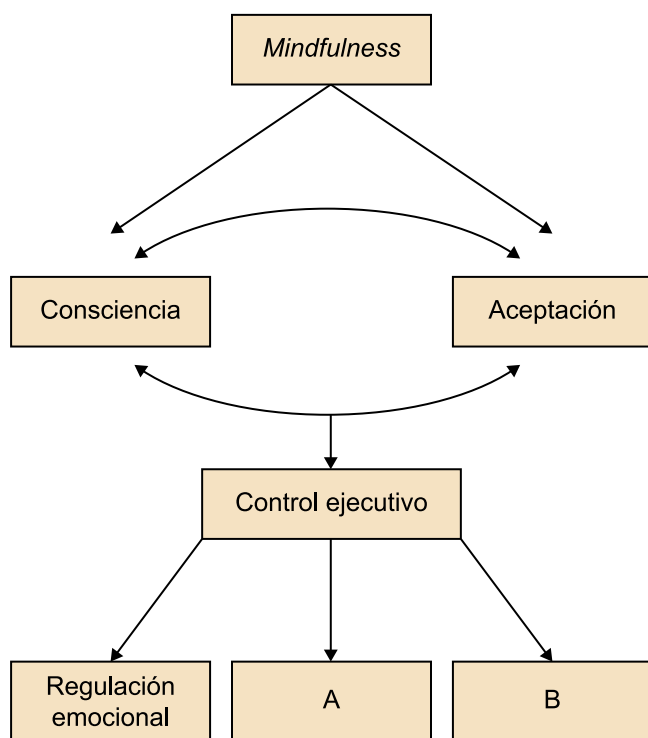 Mindfulness
Consciencia
Aceptación
Control ejecutivo
Regulación
emocional
A
B